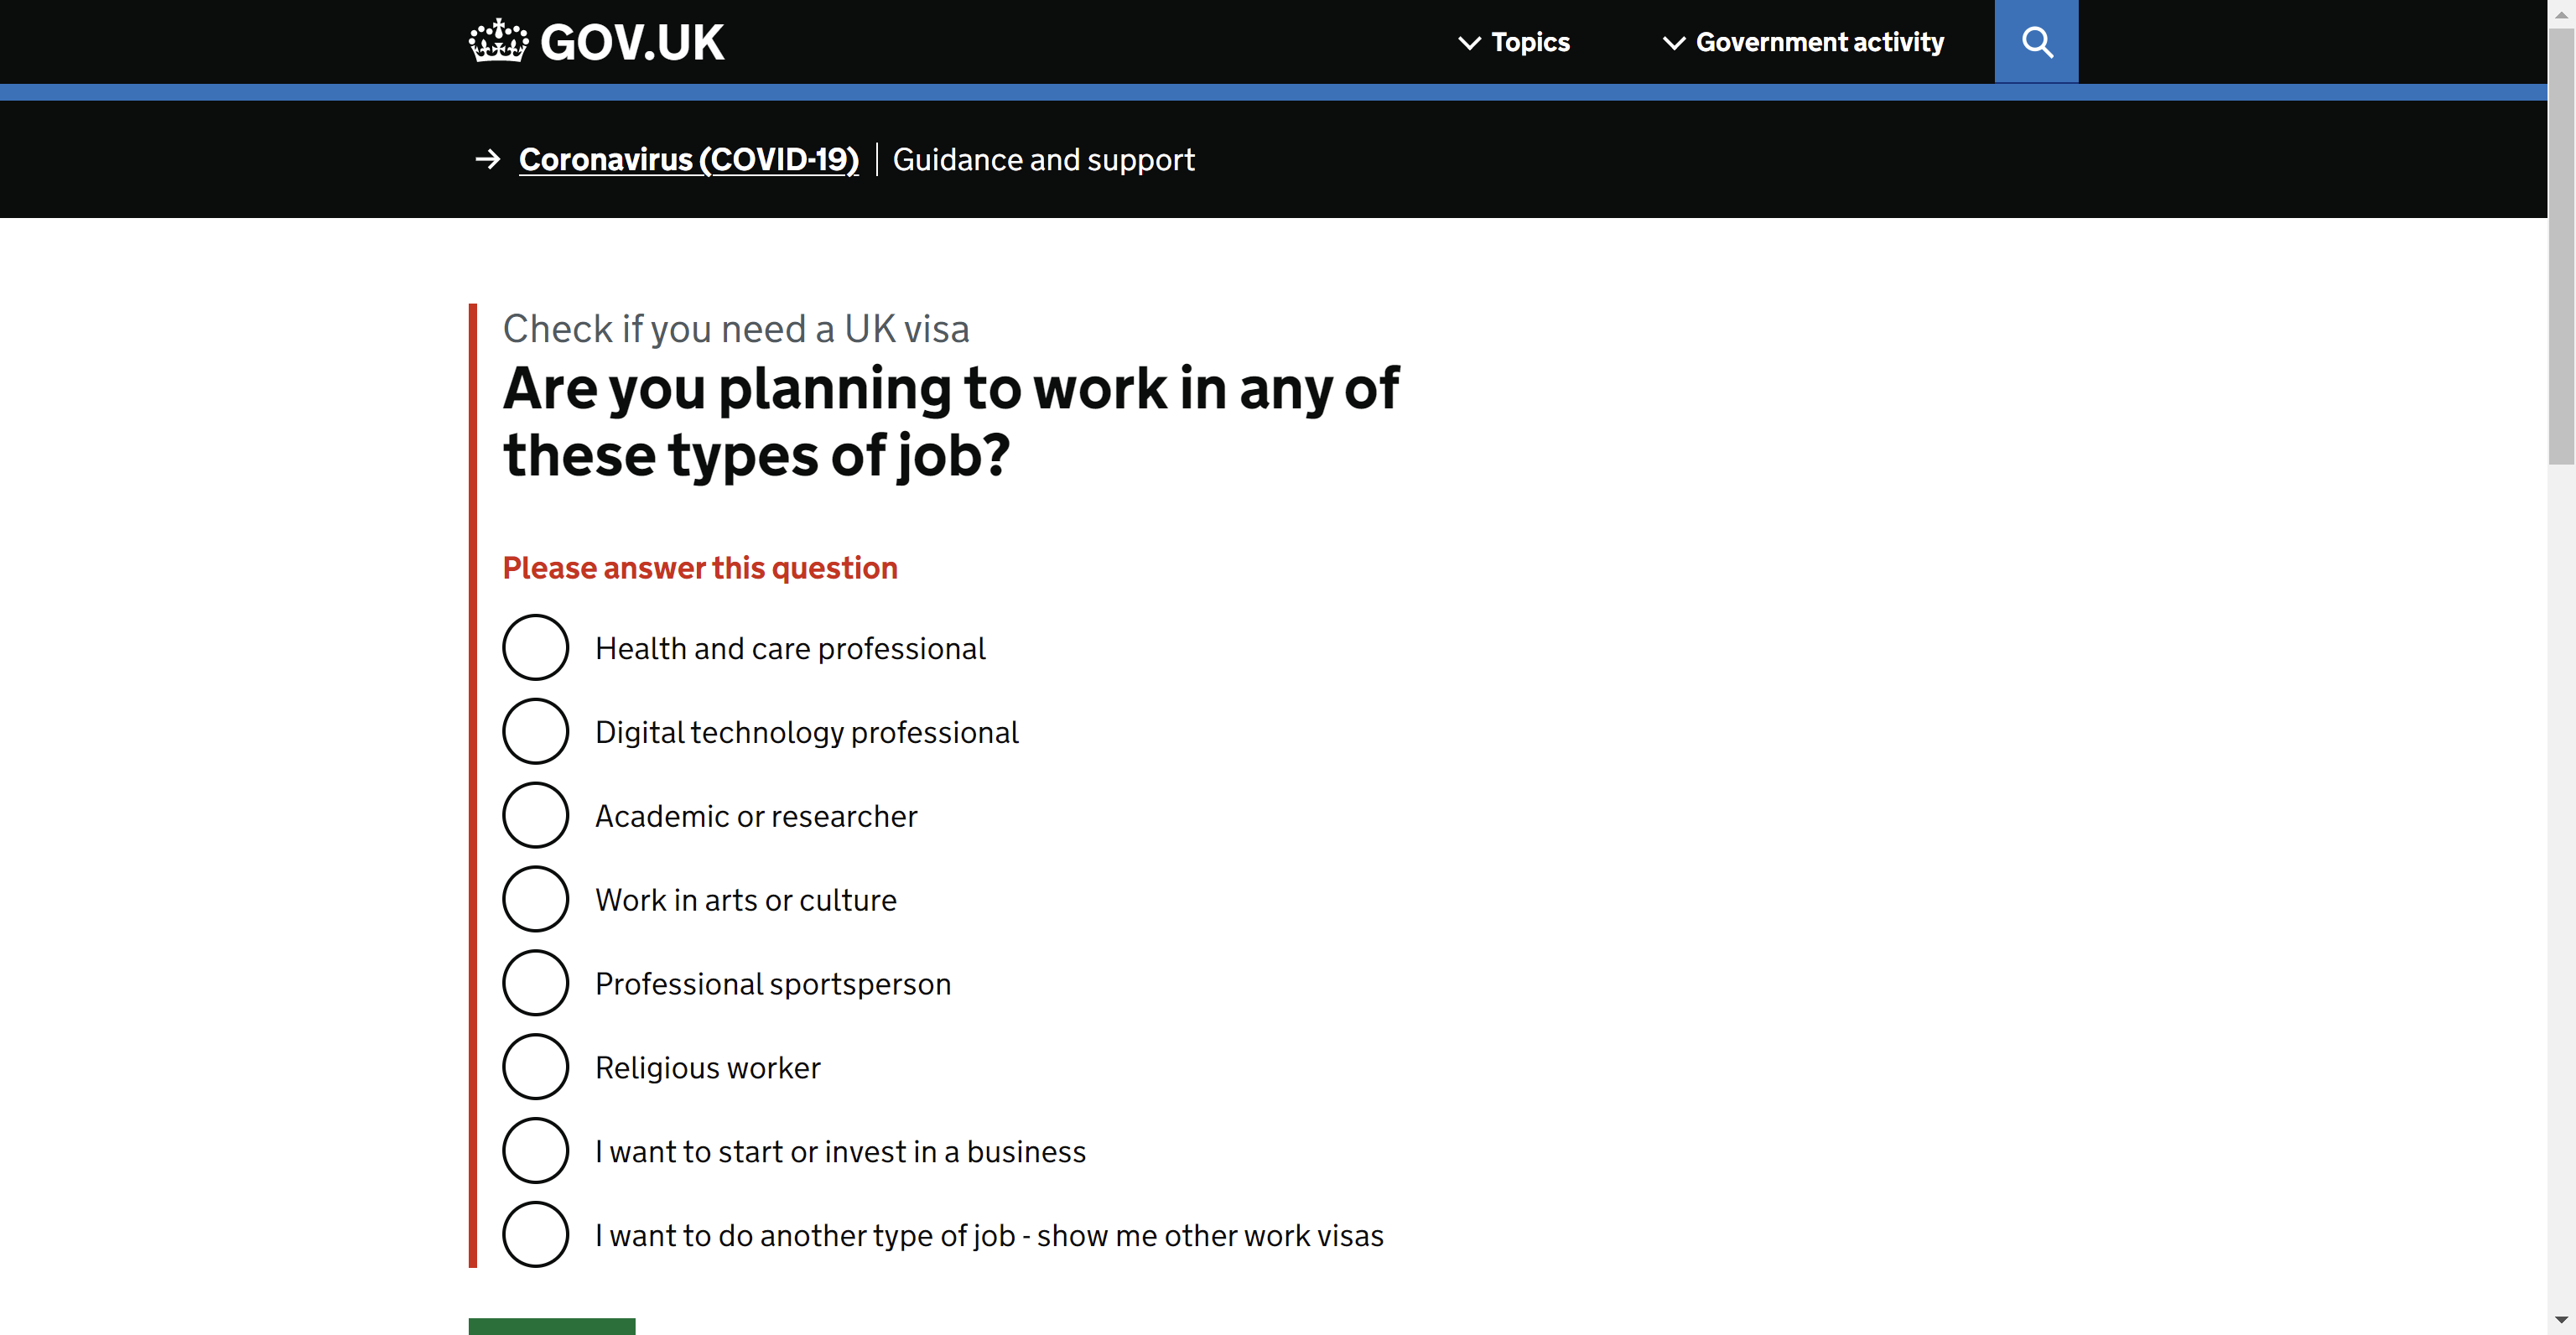 GOV.UK
Topics
Government activity
Coronavirus (COVID-19)
Guidance and support
Check if you need a UK visa
Are you planning to work in any of
these types of job?
Please answer this question
Health and care professional
Digital technology professional
Academic or researcher
Work in arts or culture
Professional sportsperson
Religious worker
I want to start or invest in a business
I want to do another type of job - show me other work visas